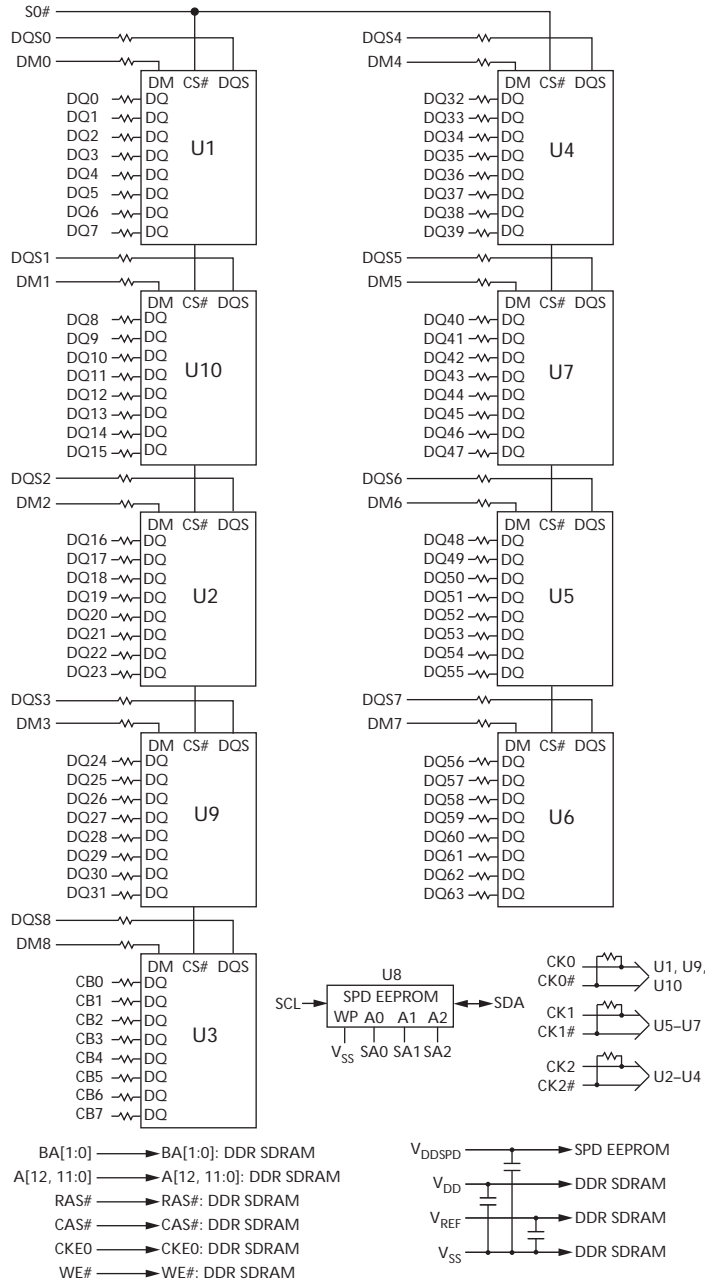 S0#
DQS0
DM0
DM CS# DQS
DQ0 DQ
DQ1 DQ
DQ2 DQ
DQ3 DQ
DQ4 DQ
DQ5 DQ
DQ6 DQ
DQ7 DQ
U1
DQS1
DM1
DM CS# DQS
DQ8 DQ
DQ9 DQ
DQ10 DQ
DQ11 DQ
DQ12 DQ
DQ13 DQ
DQ14 DQ
DQ15 DQ
U10
DQS2
DM2
DM CS# DQS
DQ16 DQ
DQ17 DQ
DQ18 DQ
DQ19 DQ
DQ20 DQ
DQ21 DQ
DQ22 DQ
DQ23 DQ
U2
DQS3
DM3
DM CS# DQS
DQ24 DQ
DQ25 DQ
DQ26 DQ
DQ27 DQ
DQ28 DQ
DQ29 DQ
DQ30 DQ
DQ31 DQ
U9
DQS8
DM8
DM CS# DQS
CB0 DQ
CB1 DQ
CB2 DQ
CB3 DQ
CB4 DQ
CB5 DQ
CB6 DQ
CB7 DQ
U3
DQS4
DM4
DM CS# DQS
DQ32 DQ
DQ33 DQ
DQ34 DQ
DQ35 DQ
DQ36 DQ
DQ37 DQ
DQ38 DQ
DQ39 DQ
U4
DQS5
DM5
DM CS# DQS
DQ40 DQ
DQ41 DQ
DQ42 DQ
DQ43 DQ
DQ44 DQ
DQ45 DQ
DQ46 DQ
DQ47 DQ
U7
DQS6
DM6
DM CS# DQS
DQ48 DQ
DQ49 DQ
DQ50 DQ
DQ51 DQ
DQ52 DQ
DQ53 DQ
DQ54 DQ
DQ55 DQ
U5
DQS7
DM7
DM CS# DQS
DQ56 DQ
DQ57 DQ
DQ58 DQ
DQ59 DQ
DQ60 DQ
DQ61 DQ
DQ62 DQ
DQ63 DQ
U6
U8
SCL SPD EEPROM SDA
WP A0 A1 A2
VSS SA0 SA1 SA2
CK0
CK0#
U1, U9,
U10
CK1
CK1#
U5–U7
CK2
CK2#
U2–U4
BA[1:0] BA[1:0]: DDR SDRAM
A[12, 11:0] A[12, 11:0]: DDR SDRAM
RAS# RAS#: DDR SDRAM
CAS# CAS#: DDR SDRAM
CKE0 CKE0: DDR SDRAM
WE# WE#: DDR SDRAM
VDDSPD SPD EEPROM
VDD DDR SDRAM
VREF DDR SDRAM
VSS DDR SDRAM